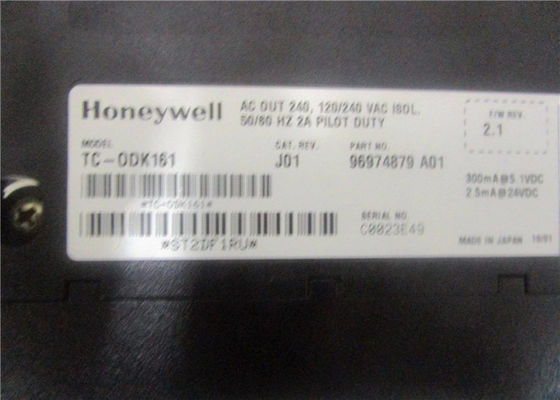 Honeywell
AC OUT 240, 120/240 VAC ISOL.
50/60 HZ 2A PILOT DUTY
F/W REV.
2.1
MODEL
TC-ODK161
CAT. REV.
J01
PART NO.
96974879 A01
300mA@5.1VDC
2.5mA@24VDC
*TC-ODK161*
SERIAL NO.
C0023E49
*ST2DF1RU*
MADE IN JAPAN